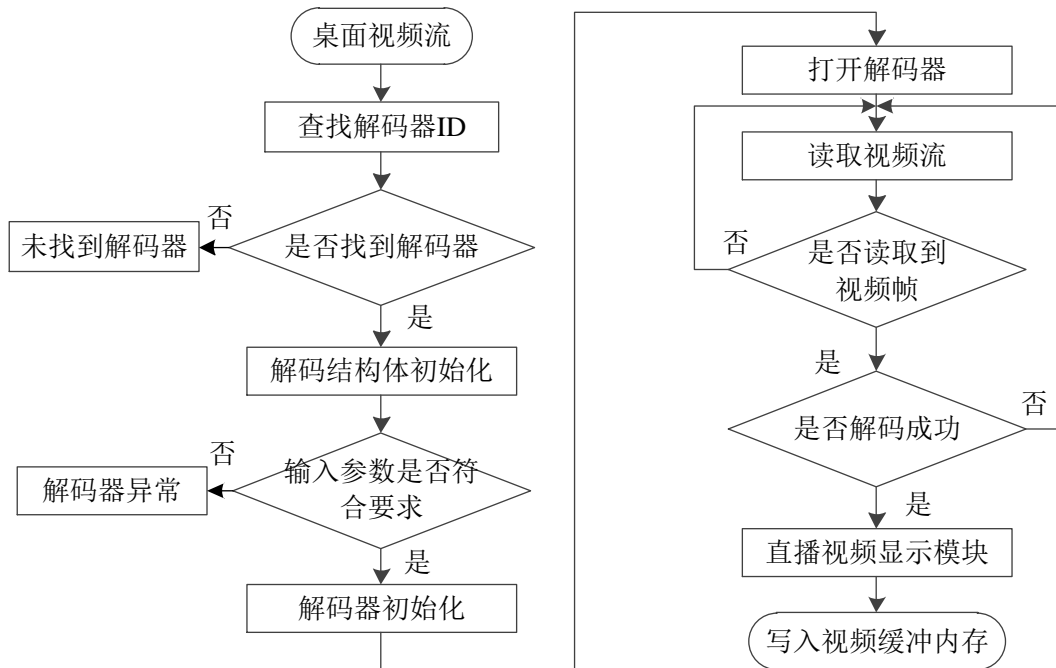 桌面视频流
查找解码器ID
是否找到解码器
否
未找到解码器
是
解码结构体初始化
输入参数是否符
合要求
否
解码器异常
是
解码器初始化
打开解码器
读取视频流
是否读取到
视频帧
否
是
是否解码成功
否
是
直播视频显示模块
写入视频缓冲内存